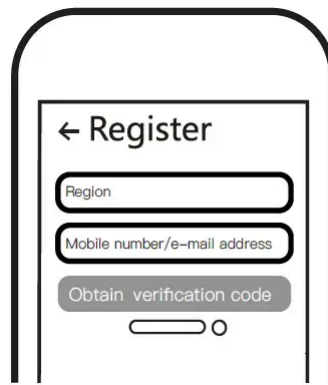 ← Register
Region
Mobile number/e-mail address
Obtain verification code